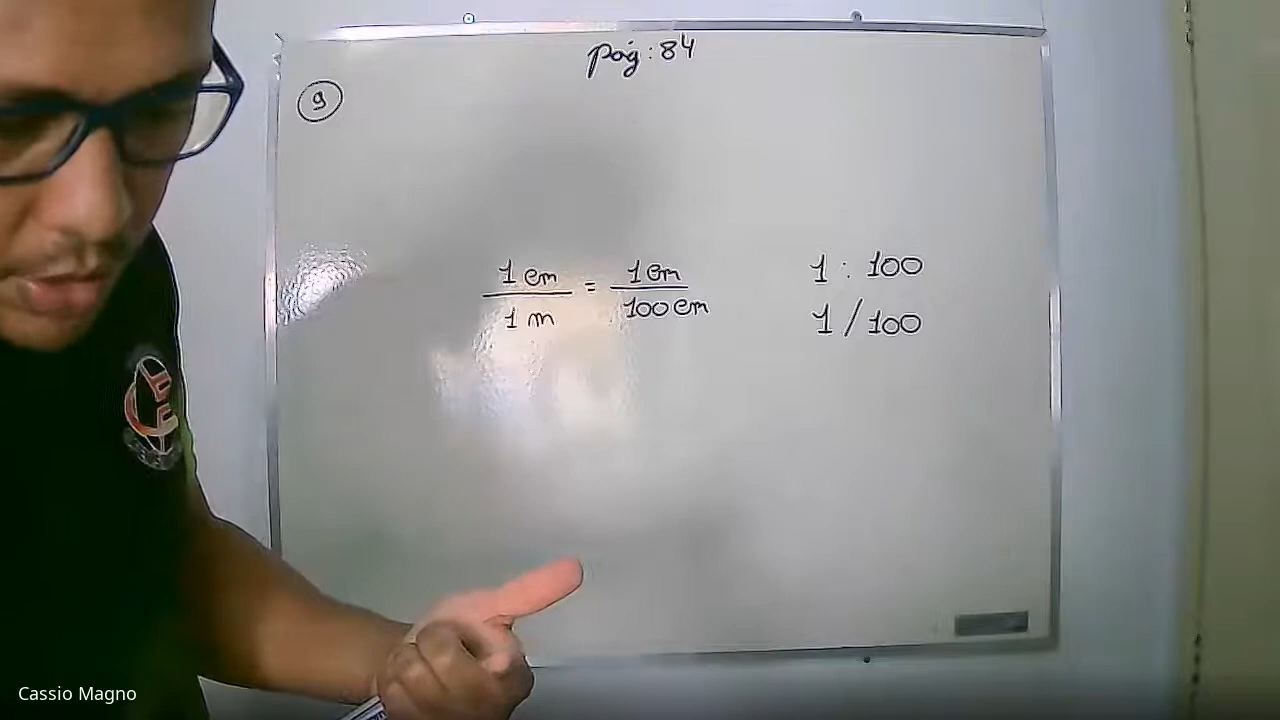 pág: 84
9
1 cm / 1 m = 1 cm / 100 cm
1 : 100
1 / 100
Cassio Magno